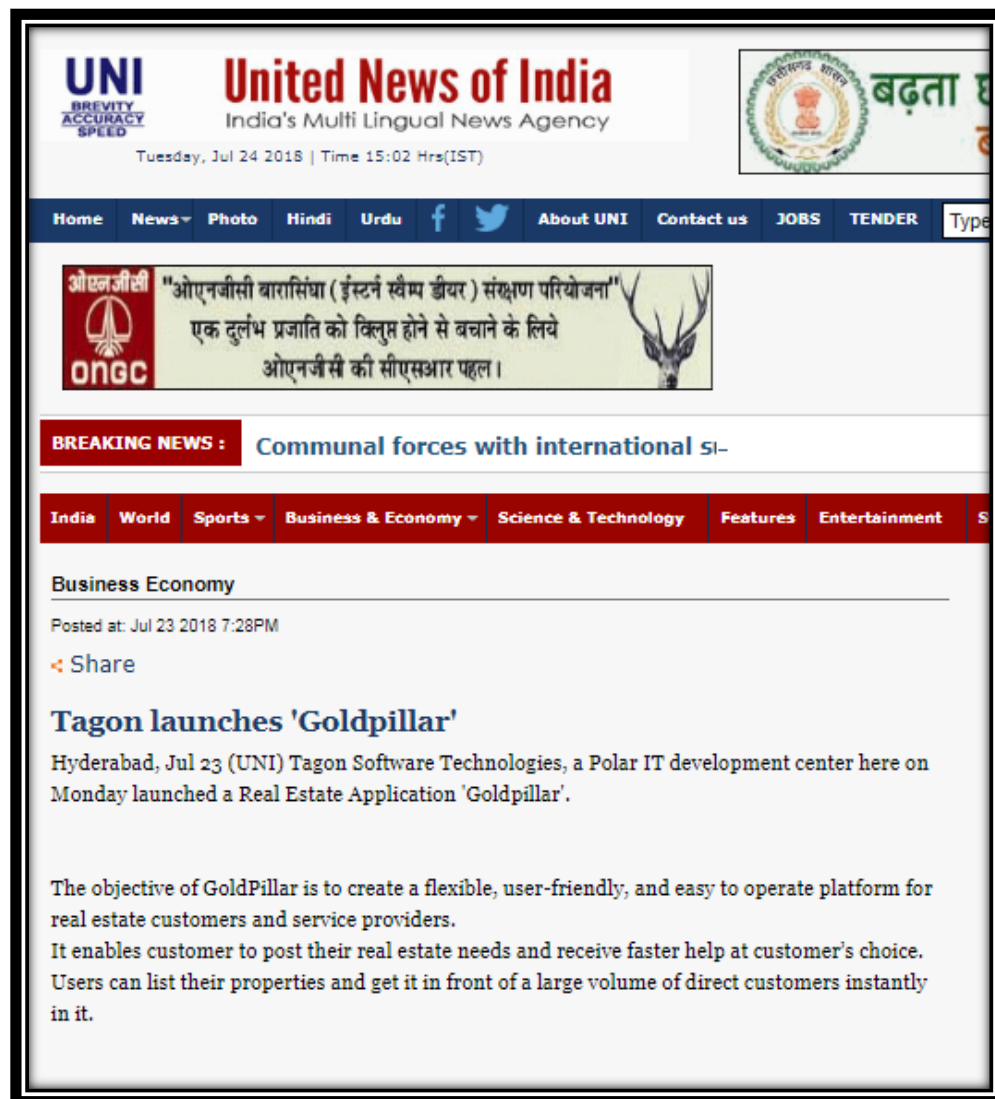 UNI
BREVITY
ACCURACY
SPEED
United News of India
India's Multi Lingual News Agency
Tuesday, Jul 24 2018 | Time 15:02 Hrs(IST)
छत्तीसगढ़ शासन
बढ़ता
Home News Photo Hindi Urdu f About UNI Contact us JOBS TENDER Type
ओएनजीसी
ONGC
"ओएनजीसी बारासिंघा ( ईस्टर्न स्वैम्प डीयर ) संरक्षण परियोजना"
एक दुर्लभ प्रजाति को विलुप्त होने से बचाने के लिये
ओएनजीसी की सीएसआर पहल।
BREAKING NEWS : Communal forces with international
India World Sports Business & Economy Science & Technology Features Entertainment S
Business Economy
Posted at: Jul 23 2018 7:28PM
Share
Tagon launches 'Goldpillar'
Hyderabad, Jul 23 (UNI) Tagon Software Technologies, a Polar IT development center here on
Monday launched a Real Estate Application 'Goldpillar'.
The objective of GoldPillar is to create a flexible, user-friendly, and easy to operate platform for
real estate customers and service providers.
It enables customer to post their real estate needs and receive faster help at customer's choice.
Users can list their properties and get it in front of a large volume of direct customers instantly
in it.